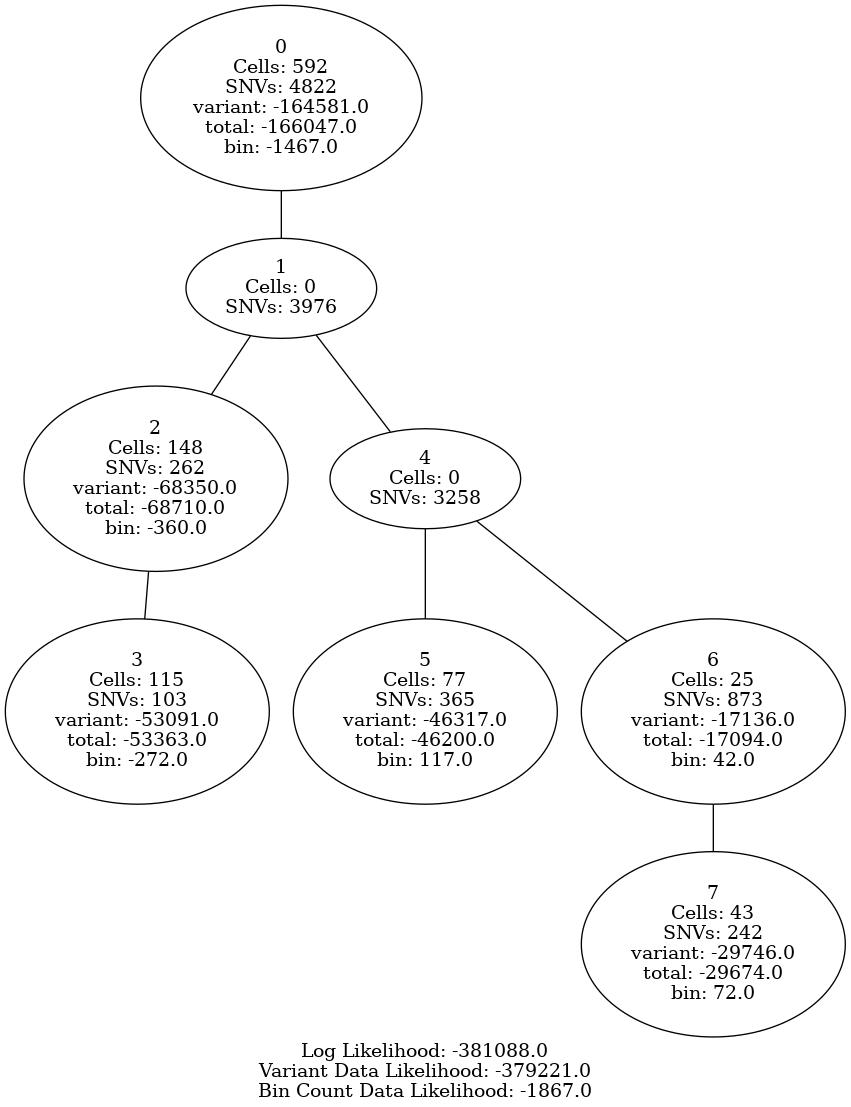 0
Cells: 592
SNVs: 4822
variant: -164581.0
total: -166047.0
bin: -1467.0
1
Cells: 0
SNVs: 3976
2
Cells: 148
SNVs: 262
variant: -68350.0
total: -68710.0
bin: -360.0
4
Cells: 0
SNVs: 3258
3
Cells: 115
SNVs: 103
variant: -53091.0
total: -53363.0
bin: -272.0
5
Cells: 77
SNVs: 365
variant: -46317.0
total: -46200.0
bin: 117.0
6
Cells: 25
SNVs: 873
variant: -17136.0
total: -17094.0
bin: 42.0
7
Cells: 43
SNVs: 242
variant: -29746.0
total: -29674.0
bin: 72.0
Log Likelihood: -381088.0
Variant Data Likelihood: -379221.0
Bin Count Data Likelihood: -1867.0